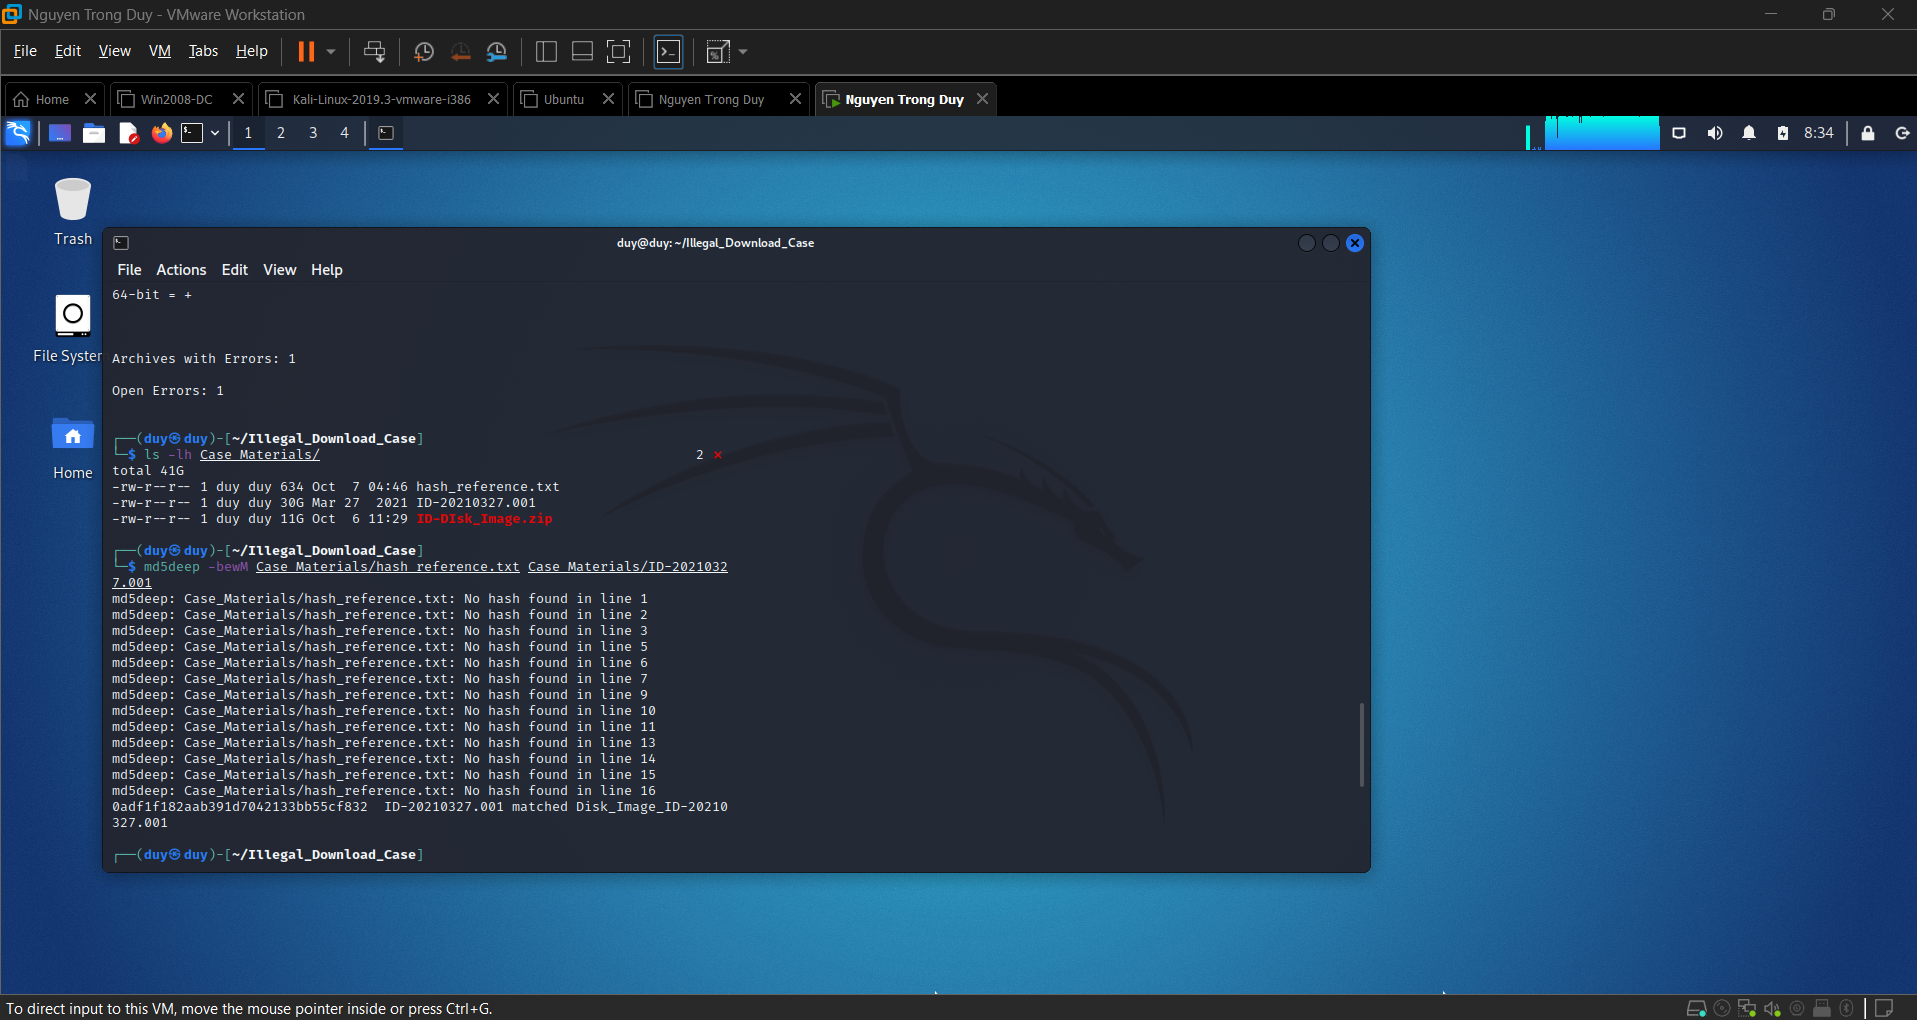 Nguyen Trong Duy - VMware Workstation
File Edit View VM Tabs Help
Home Win2008-DC Kali-Linux-2019.3-vmware-i386 Ubuntu Nguyen Trong Duy Nguyen Trong Duy
1 2 3 4 8:34
Trash
File System
Home
duy@duy: ~/Illegal_Download_Case
File Actions Edit View Help
64-bit = +
Archives with Errors: 1
Open Errors: 1
┌──(duy㉿duy)-[~/Illegal_Download_Case]
└─$ ls -lh Case_Materials/ 2 ⨯
total 41G
-rw-r--r-- 1 duy duy 634 Oct  7 04:46 hash_reference.txt
-rw-r--r-- 1 duy duy 30G Mar 27  2021 ID-20210327.001
-rw-r--r-- 1 duy duy 11G Oct  6 11:29 ID-DIsk_Image.zip
┌──(duy㉿duy)-[~/Illegal_Download_Case]
└─$ md5deep -bewM Case_Materials/hash_reference.txt Case_Materials/ID-2021032
7.001
md5deep: Case_Materials/hash_reference.txt: No hash found in line 1
md5deep: Case_Materials/hash_reference.txt: No hash found in line 2
md5deep: Case_Materials/hash_reference.txt: No hash found in line 3
md5deep: Case_Materials/hash_reference.txt: No hash found in line 5
md5deep: Case_Materials/hash_reference.txt: No hash found in line 6
md5deep: Case_Materials/hash_reference.txt: No hash found in line 7
md5deep: Case_Materials/hash_reference.txt: No hash found in line 9
md5deep: Case_Materials/hash_reference.txt: No hash found in line 10
md5deep: Case_Materials/hash_reference.txt: No hash found in line 11
md5deep: Case_Materials/hash_reference.txt: No hash found in line 13
md5deep: Case_Materials/hash_reference.txt: No hash found in line 14
md5deep: Case_Materials/hash_reference.txt: No hash found in line 15
md5deep: Case_Materials/hash_reference.txt: No hash found in line 16
0adf1f182aab391d7042133bb55cf832  ID-20210327.001 matched Disk_Image_ID-20210
327.001
┌──(duy㉿duy)-[~/Illegal_Download_Case]
To direct input to this VM, move the mouse pointer inside or press Ctrl+G.